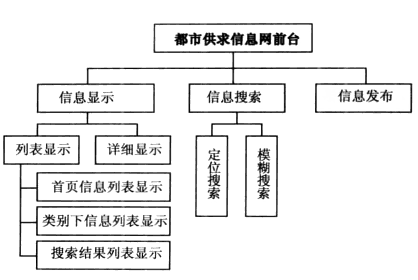 都市供求信息网前台
信息显示
信息搜索
信息发布
列表显示
详细显示
定位搜索
模糊搜索
首页信息列表显示
类别下信息列表显示
搜索结果列表显示